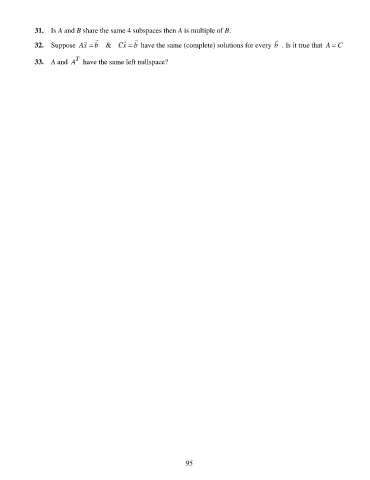 31. Is A and B share the same 4 subspaces then A is multiple of B.
32. Suppose A\vec{x} = \vec{b} & C\vec{x} = \vec{b} have the same (complete) solutions for every \vec{b} . Is it true that A = C
33. A and A^T have the same left nullspace?
95